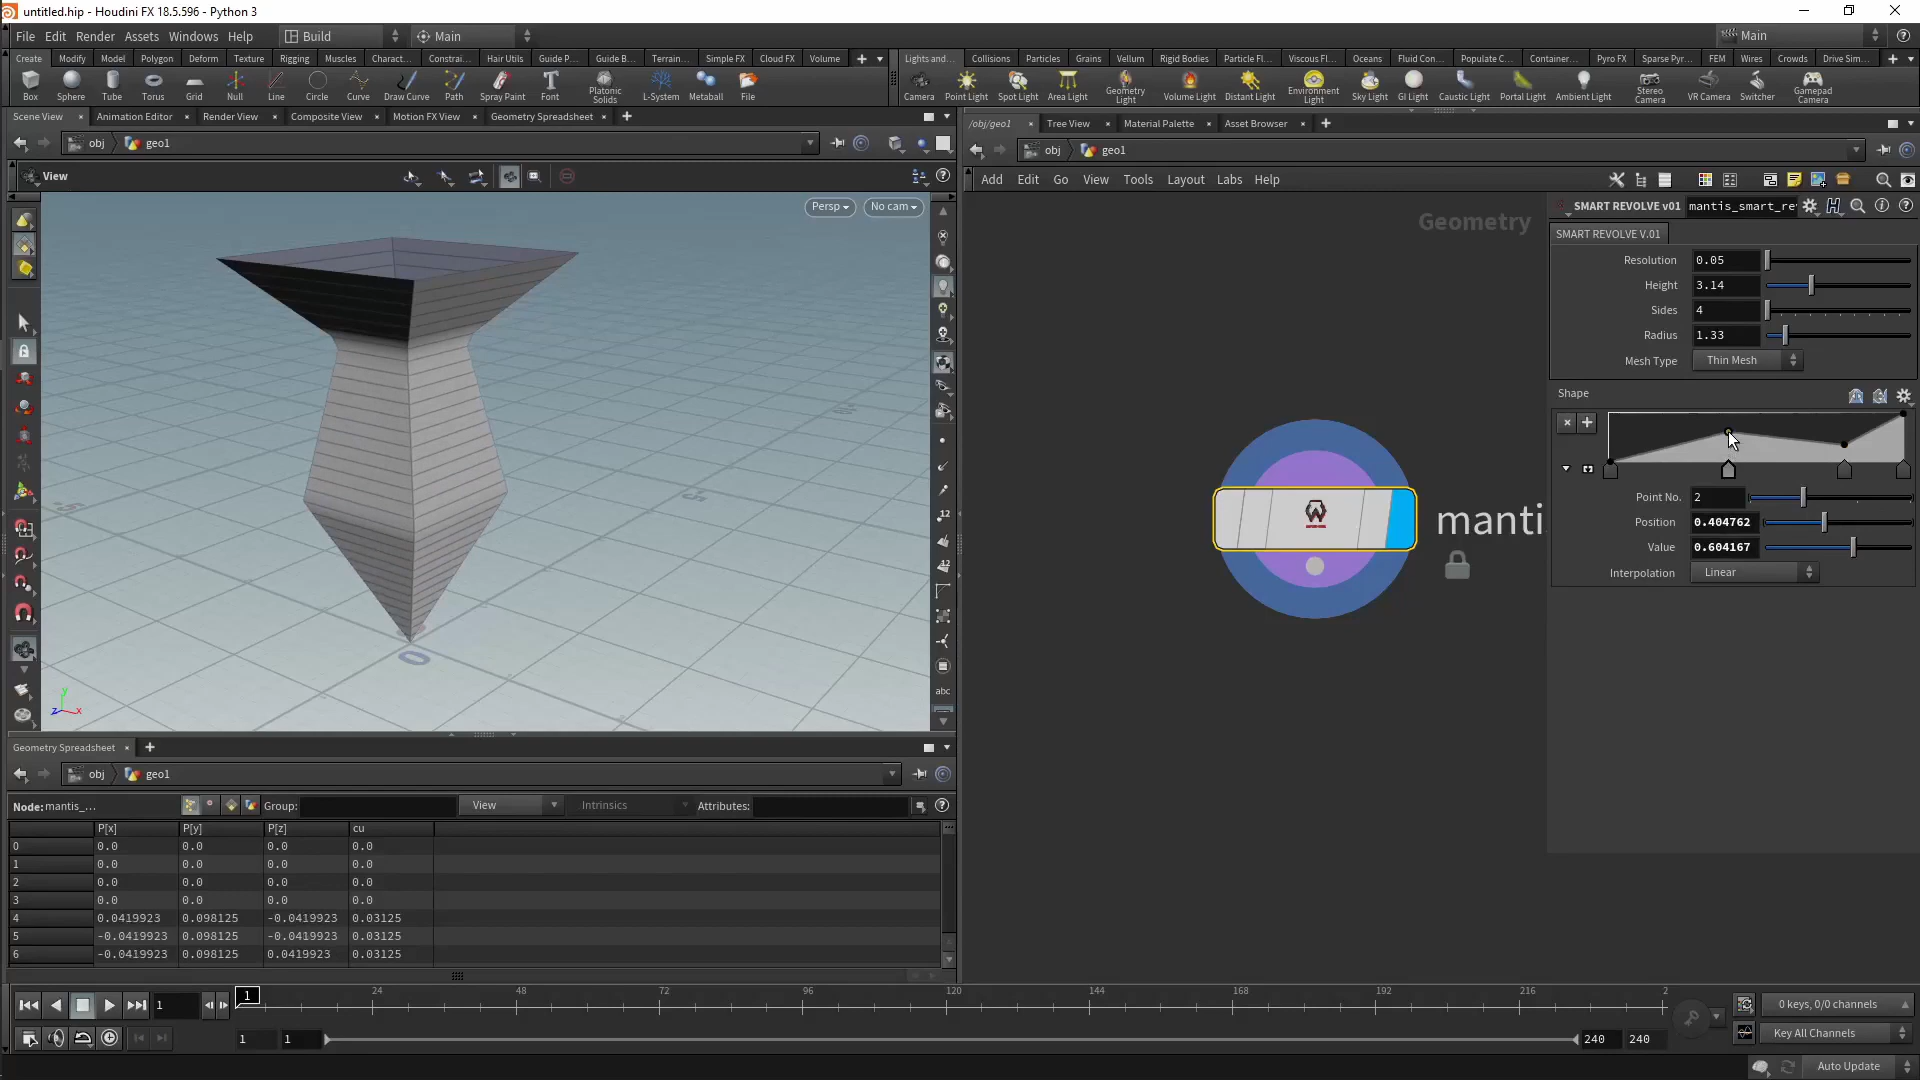 untitled.hip - Houdini FX 18.5.596 - Python 3
File Edit Render Assets Windows Help Build Main Main
Create Modify Model Polygon Deform Texture Rigging Muscles Charact... Constrai... Hair Utils Guide P... Guide B... Terrain... Simple FX Cloud FX Volume
Lights and... Collisions Particles Grains Vellum Rigid Bodies Particle Fl... Viscous Fl... Oceans Fluid Con... Populate C... Container... Pyro FX Sparse Pyr... FEM Wires Crowds Drive Sim...
Box Sphere Tube Torus Grid Null Line Circle Curve Draw Curve Path Spray Paint Font Platonic Solids L-System Metaball File
Camera Point Light Spot Light Area Light Geometry Light Volume Light Distant Light Environment Light Sky Light GI Light Caustic Light Portal Light Ambient Light Stereo Camera VR Camera Switcher Gamepad Camera
Scene View Animation Editor Render View Composite View Motion FX View Geometry Spreadsheet
/obj/geo1 Tree View Material Palette Asset Browser
obj geo1
obj geo1
View
Add Edit Go View Tools Layout Labs Help
Persp No cam
Geometry
SMART REVOLVE v01 mantis_smart_re
SMART REVOLVE V.01
Resolution 0.05
Height 3.14
Sides 4
Radius 1.33
Mesh Type Thin Mesh
Shape
Point No. 2
Position 0.404762
Value 0.604167
Interpolation Linear
manti
5
5
0
12
12
abc
y
z x
Geometry Spreadsheet
obj geo1
Node: mantis_... Group: View Intrinsics Attributes:
P[x] P[y] P[z] cu
0 0.0 0.0 0.0 0.0
1 0.0 0.0 0.0 0.0
2 0.0 0.0 0.0 0.0
3 0.0 0.0 0.0 0.0
4 0.0419923 0.098125 -0.0419923 0.03125
5 -0.0419923 0.098125 -0.0419923 0.03125
6 -0.0419923 0.098125 0.0419923 0.03125
1 1 24 48 72 96 120 144 168 192 216 2
0 keys, 0/0 channels
1 1 240 240
Key All Channels
Auto Update